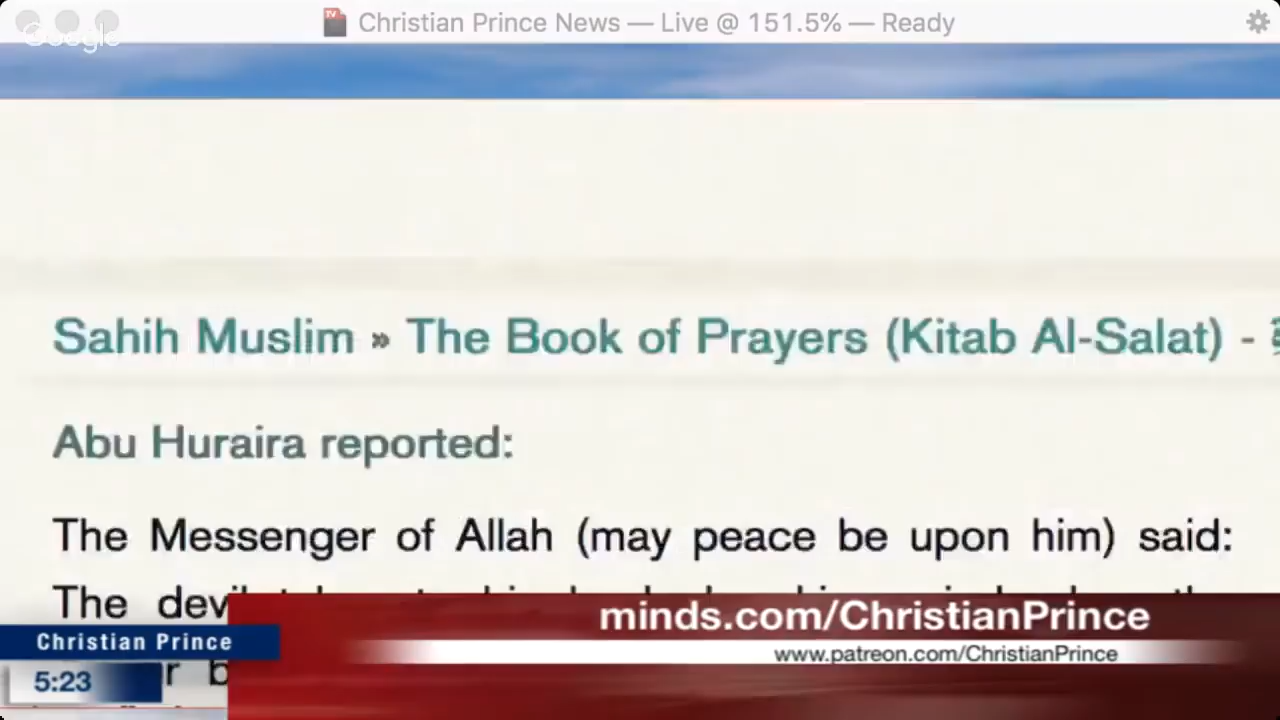 Google
Christian Prince News — Live @ 151.5% — Ready
Sahih Muslim » The Book of Prayers (Kitab Al-Salat) -
Abu Huraira reported:
The Messenger of Allah (may peace be upon him) said:
The
minds.com/ChristianPrince
Christian Prince
www.patreon.com/ChristianPrince
5:23